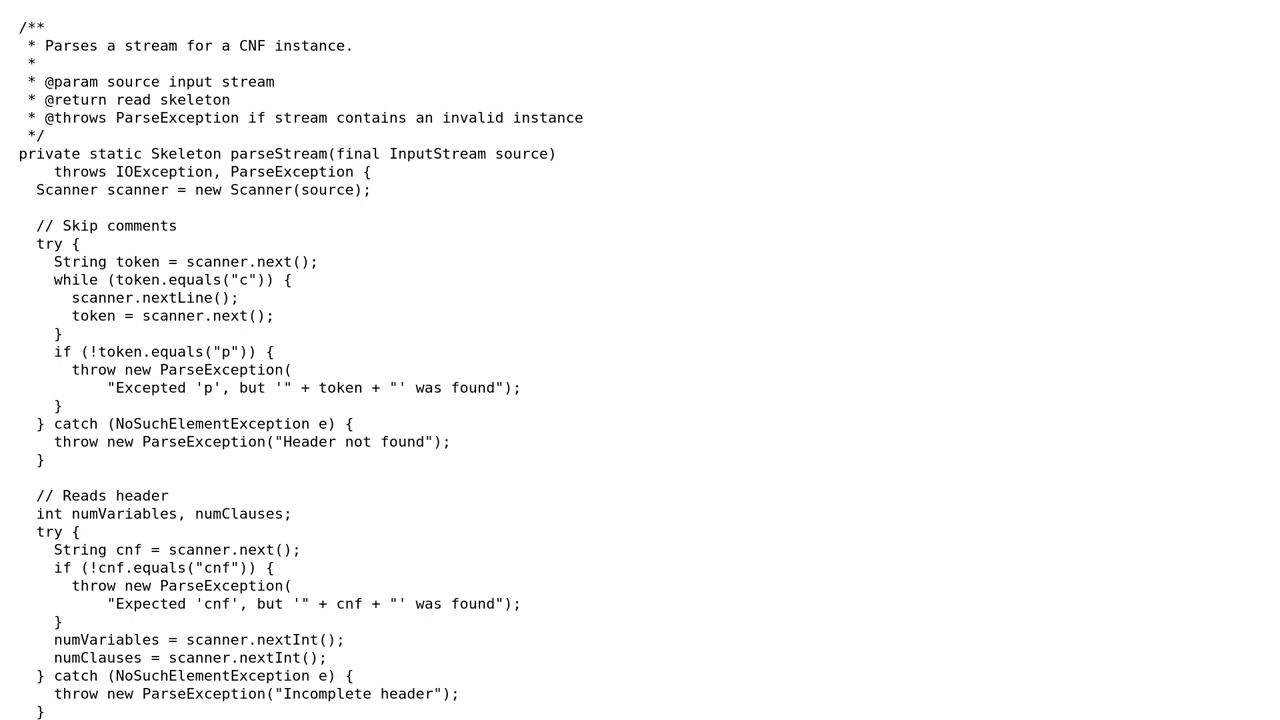 /**
 * Parses a stream for a CNF instance.
 *
 * @param source input stream
 * @return read skeleton
 * @throws ParseException if stream contains an invalid instance
 */
private static Skeleton parseStream(final InputStream source)
    throws IOException, ParseException {
  Scanner scanner = new Scanner(source);

  // Skip comments
  try {
    String token = scanner.next();
    while (token.equals("c")) {
      scanner.nextLine();
      token = scanner.next();
    }
    if (!token.equals("p")) {
      throw new ParseException(
          "Excepted 'p', but '" + token + "' was found");
    }
  } catch (NoSuchElementException e) {
    throw new ParseException("Header not found");
  }

  // Reads header
  int numVariables, numClauses;
  try {
    String cnf = scanner.next();
    if (!cnf.equals("cnf")) {
      throw new ParseException(
          "Expected 'cnf', but '" + cnf + "' was found");
    }
    numVariables = scanner.nextInt();
    numClauses = scanner.nextInt();
  } catch (NoSuchElementException e) {
    throw new ParseException("Incomplete header");
  }